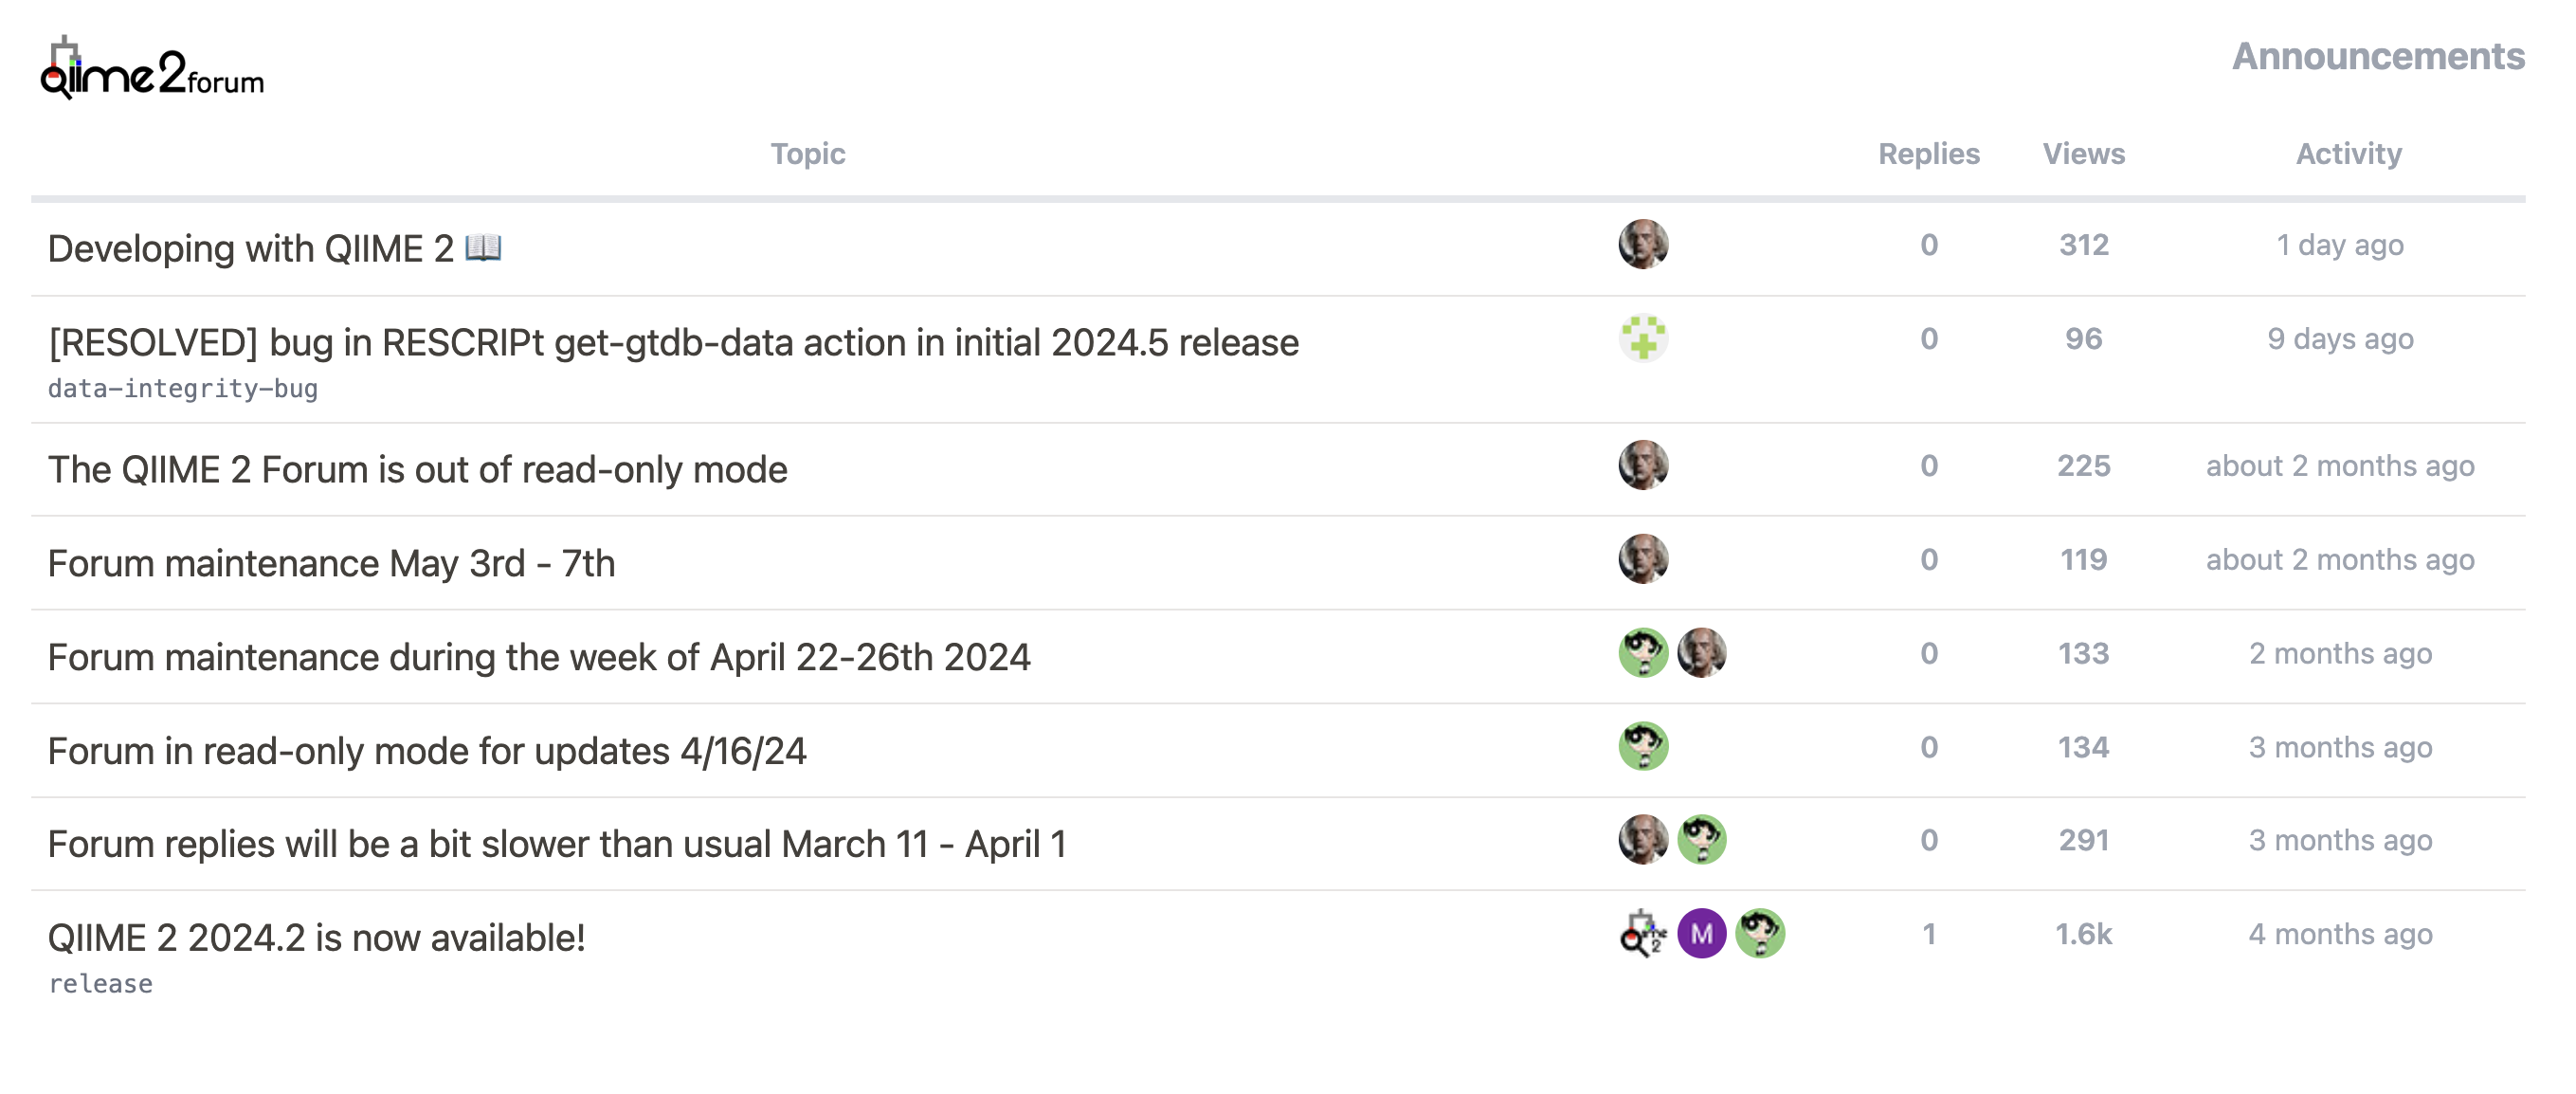 qiime2forum
Announcements
Topic Replies Views Activity
Developing with QIIME 2 📖 0 312 1 day ago
[RESOLVED] bug in RESCRIPt get-gtdb-data action in initial 2024.5 release 0 96 9 days ago
data-integrity-bug
The QIIME 2 Forum is out of read-only mode 0 225 about 2 months ago
Forum maintenance May 3rd - 7th 0 119 about 2 months ago
Forum maintenance during the week of April 22-26th 2024 0 133 2 months ago
Forum in read-only mode for updates 4/16/24 0 134 3 months ago
Forum replies will be a bit slower than usual March 11 - April 1 0 291 3 months ago
QIIME 2 2024.2 is now available! M 1 1.6k 4 months ago
release